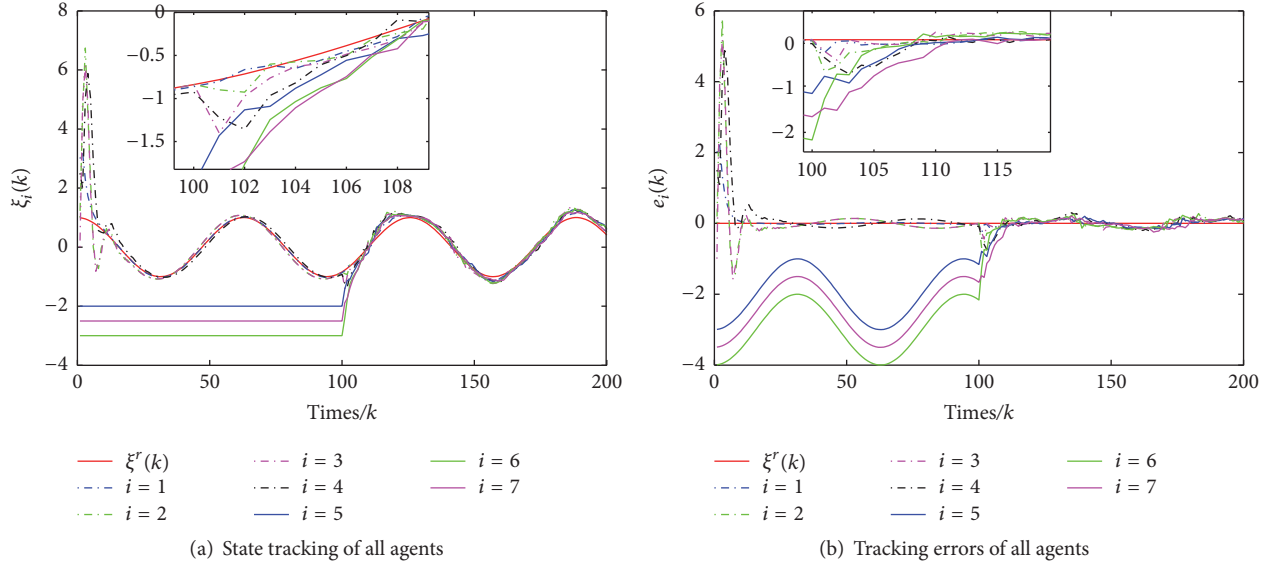 8
6
4
2
0
−2
−4
ξi(k)
0
−0.5
−1
−1.5
100 102 104 106 108
0 50 100 150 200
Times/k
ξr(k)
i = 1
i = 2
i = 3
i = 4
i = 5
i = 6
i = 7
(a) State tracking of all agents
6
4
2
0
−2
−4
ei(k)
0
−1
−2
100 105 110 115
0 50 100 150 200
Times/k
ξr(k)
i = 1
i = 2
i = 3
i = 4
i = 5
i = 6
i = 7
(b) Tracking errors of all agents